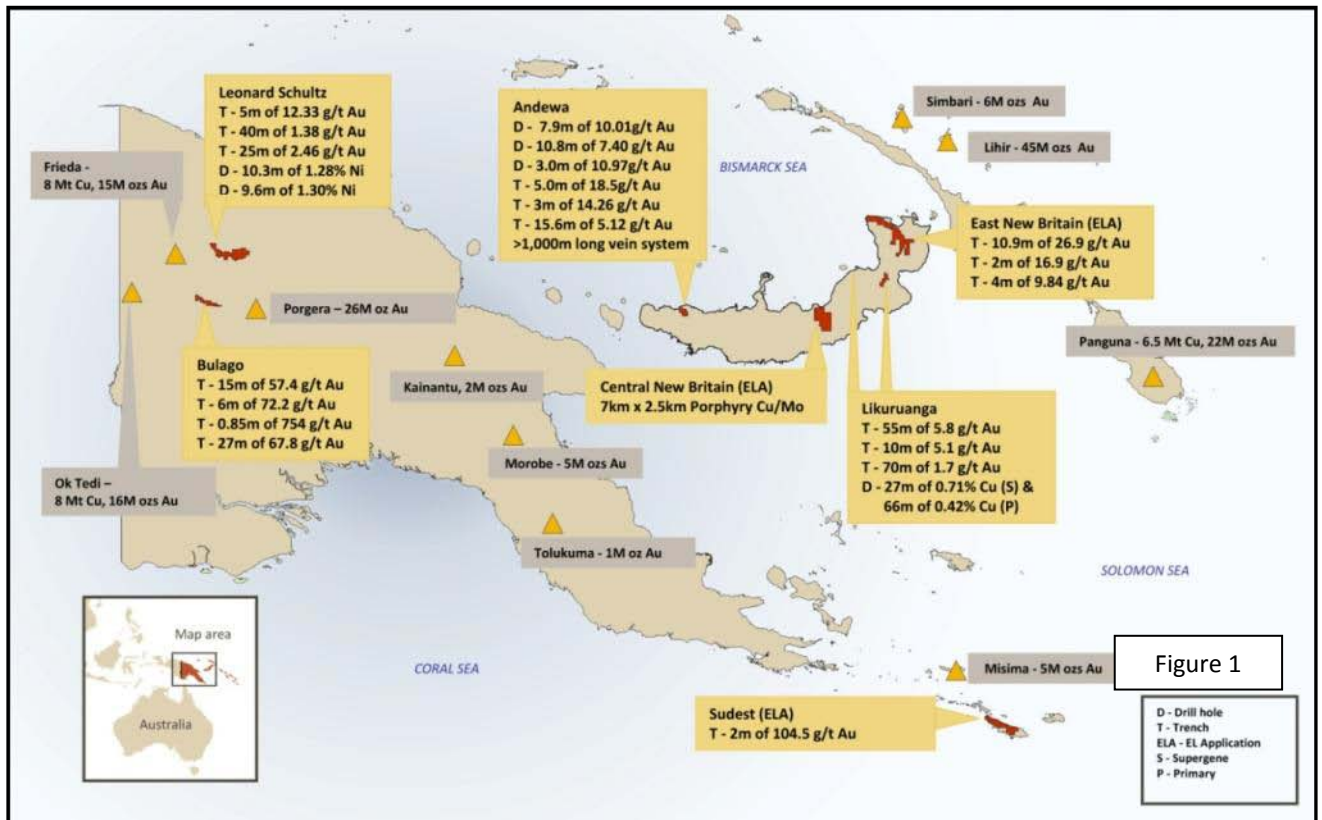 Leonard Schultz
T - 5m of 12.33 g/t Au
T - 40m of 1.38 g/t Au
T - 25m of 2.46 g/t Au
D - 10.3m of 1.28% Ni
D - 9.6m of 1.30% Ni
Frieda -
8 Mt Cu, 15M ozs Au
Andewa
D -  7.9m of 10.01g/t Au
D - 10.8m of 7.40 g/t Au
D - 3.0m of 10.97g/t Au
T - 5.0m of 18.5g/t Au
T - 3m of 14.26 g/t Au
T - 15.6m of 5.12 g/t Au
>1,000m long vein system
BISMARCK SEA
Simbari - 6M ozs  Au
Lihir - 45M ozs  Au
East New Britain (ELA)
T - 10.9m of 26.9 g/t Au
T - 2m of 16.9 g/t Au
T - 4m of 9.84 g/t Au
Porgera – 26M oz Au
Bulago
T - 15m of 57.4 g/t Au
T - 6m of 72.2 g/t Au
T - 0.85m of 754 g/t Au
T - 27m of 67.8 g/t Au
Kainantu, 2M ozs Au
Central New Britain (ELA)
7km x 2.5km Porphyry Cu/Mo
Panguna - 6.5 Mt Cu, 22M ozs Au
Likuruanga
T - 55m of 5.8 g/t Au
T - 10m of 5.1 g/t Au
T - 70m of 1.7 g/t Au
D - 27m of 0.71% Cu (S) &
66m of 0.42% Cu (P)
Morobe - 5M ozs Au
Ok Tedi –
8 Mt Cu, 16M ozs Au
Tolukuma - 1M oz Au
SOLOMON SEA
Map area
Australia
CORAL SEA
Misima - 5M ozs Au
Figure 1
Sudest (ELA)
T - 2m of 104.5 g/t Au
D - Drill hole
T - Trench
ELA - EL Application
S - Supergene
P - Primary